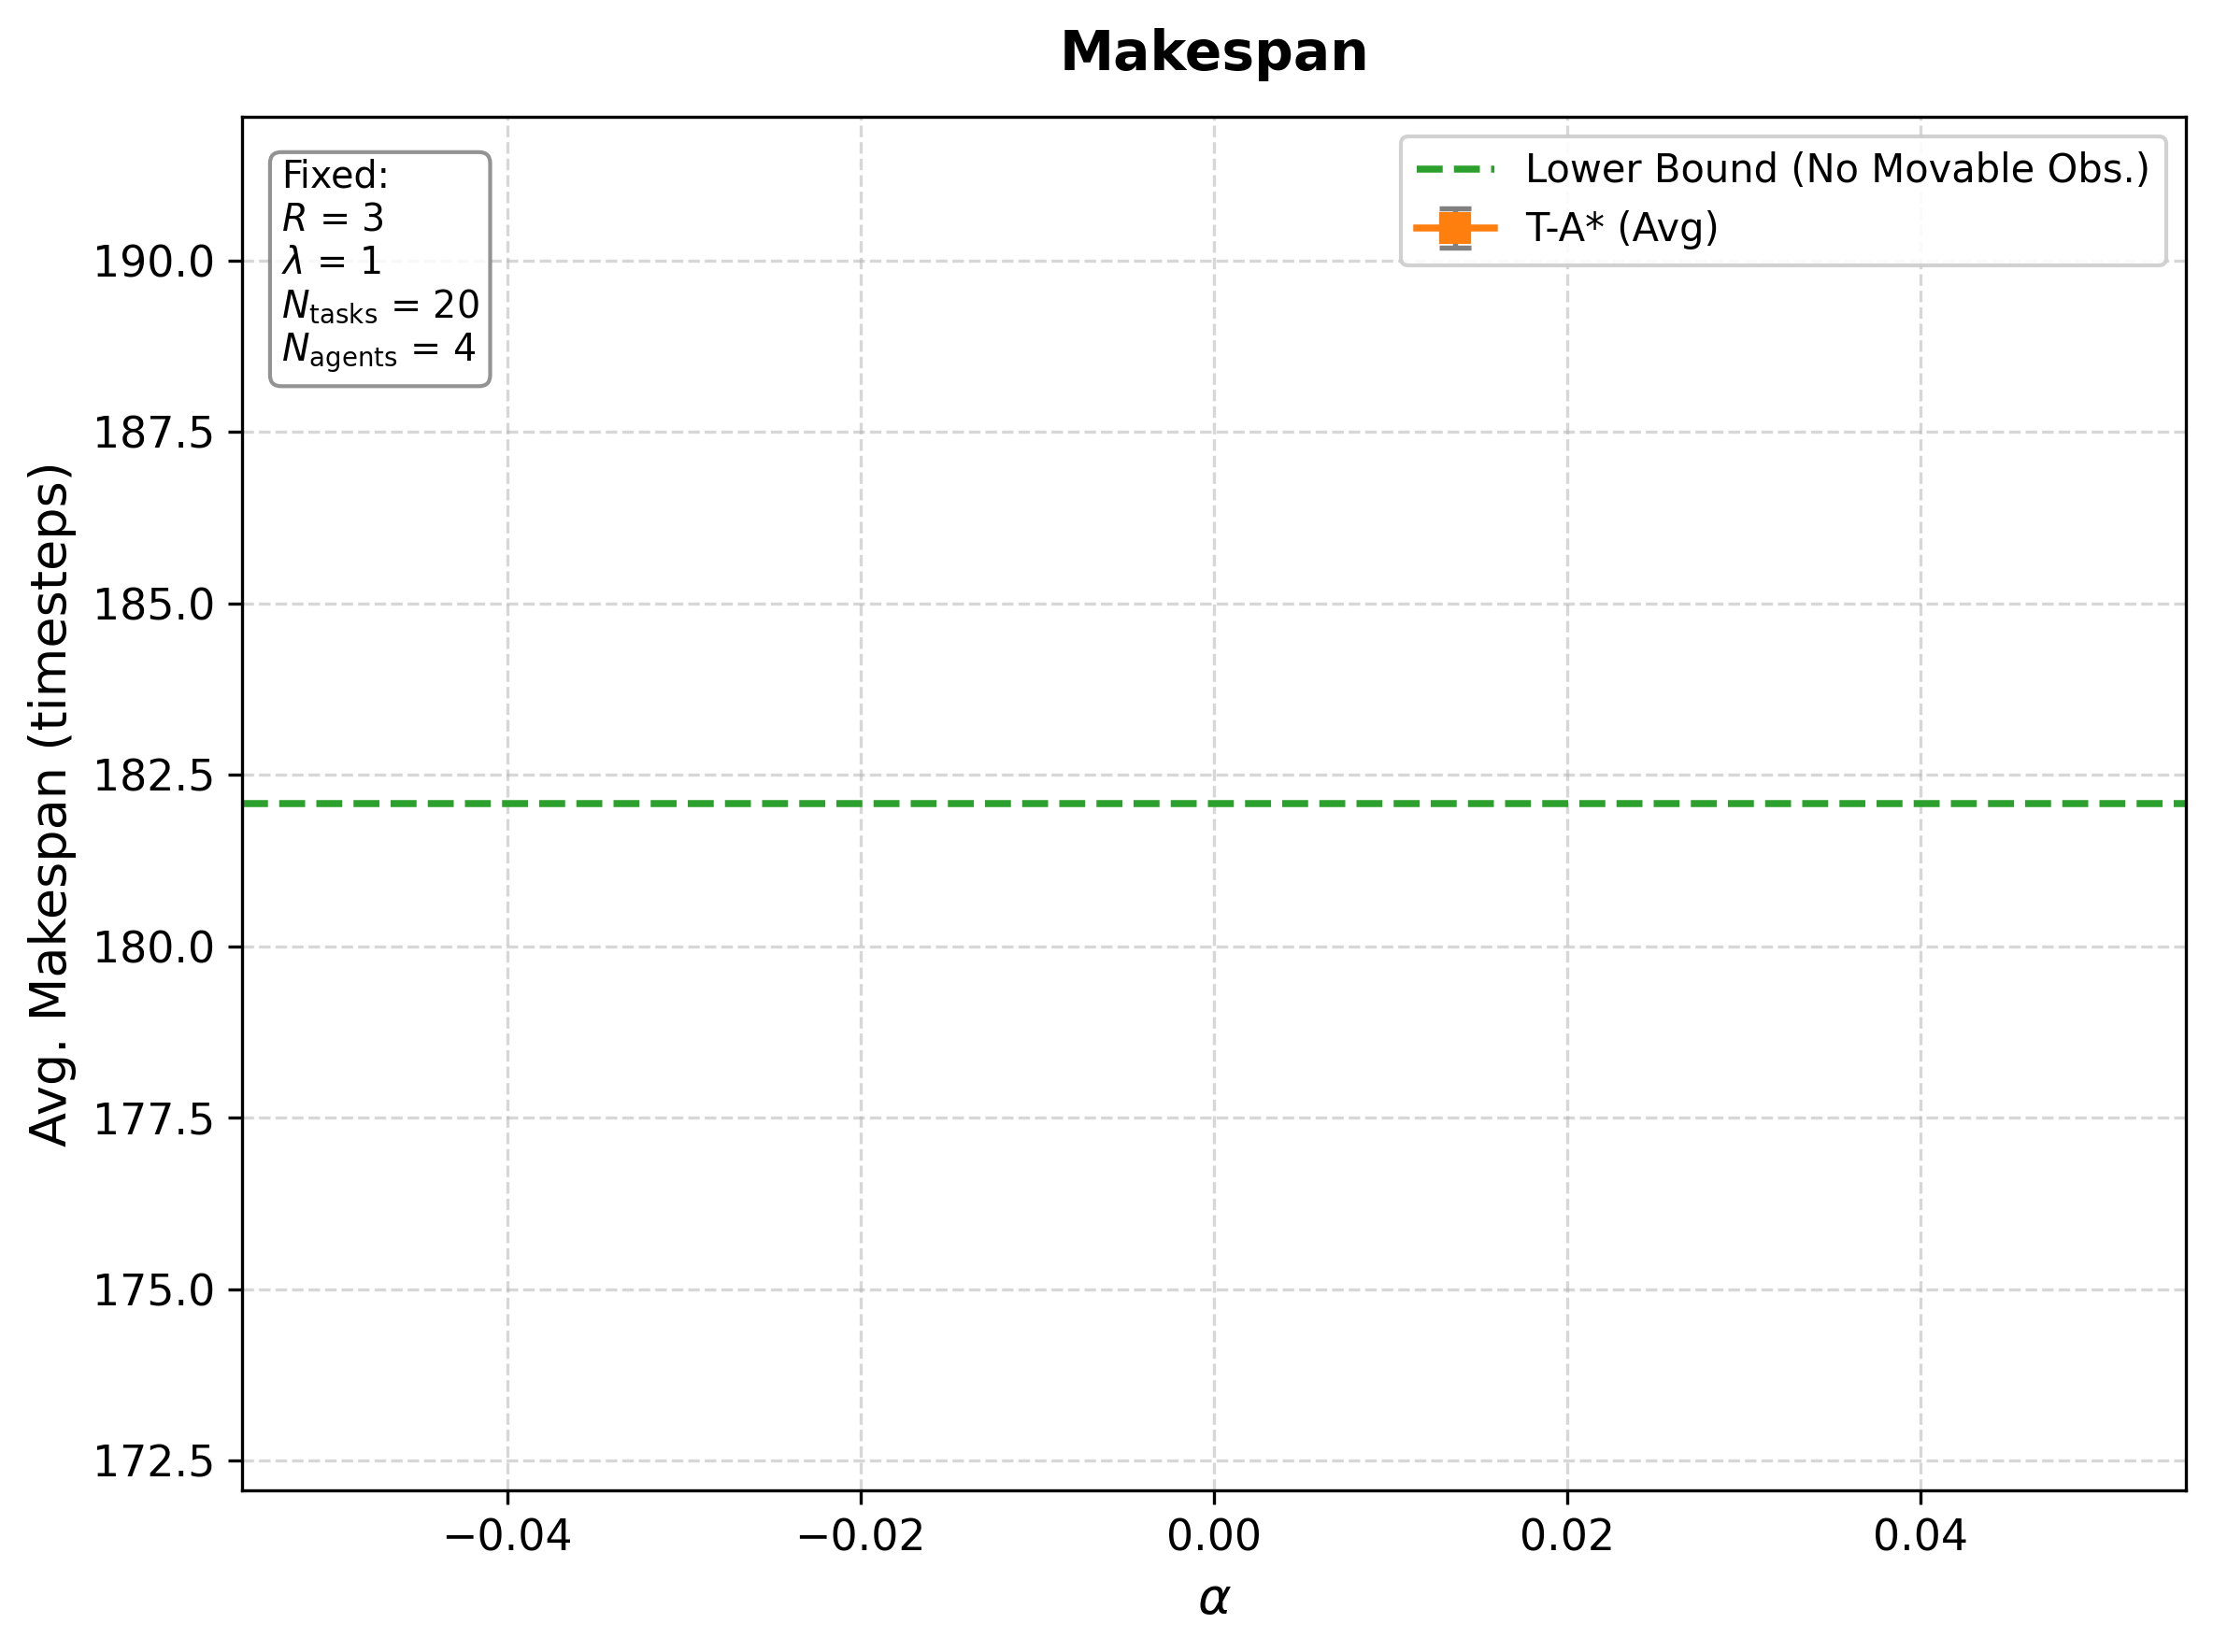 Makespan
Fixed:
R = 3
λ = 1
N_tasks = 20
N_agents = 4
Lower Bound (No Movable Obs.)
T-A* (Avg)
Avg. Makespan (timesteps)
190.0
187.5
185.0
182.5
180.0
177.5
175.0
172.5
−0.04 −0.02 0.00 0.02 0.04
α